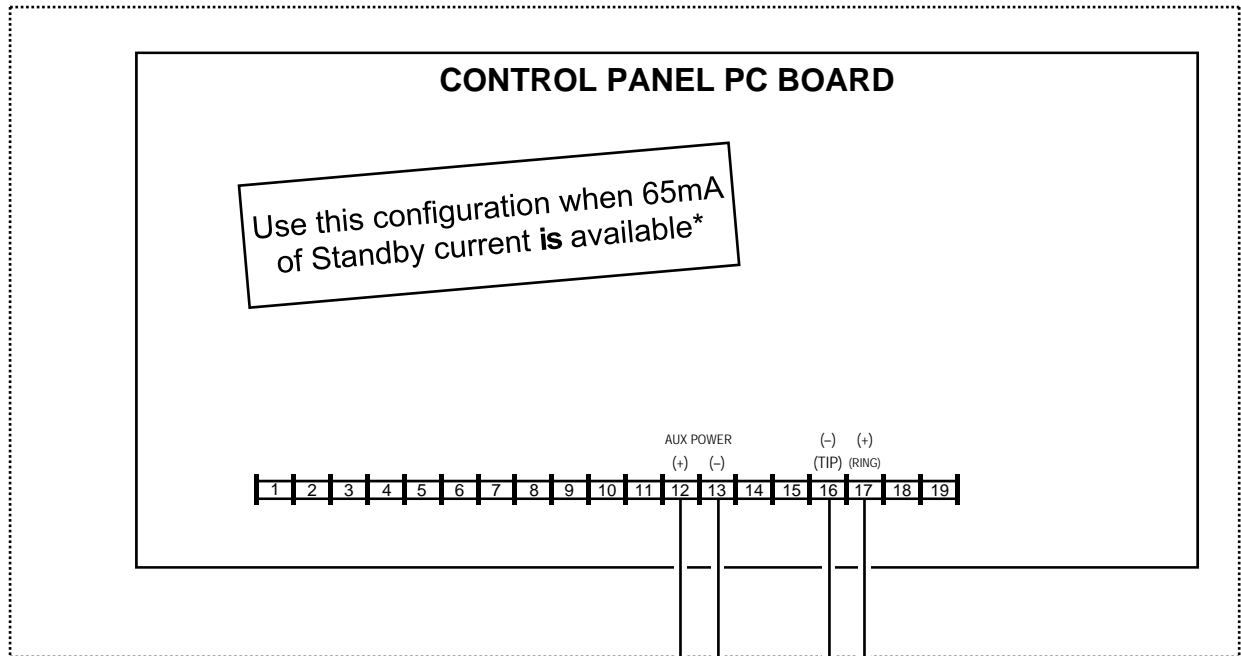 CONTROL PANEL PC BOARD
Use this configuration when 65mA
of Standby current is available*
AUX POWER (–) (+)
(+) (–) (TIP) (RING)
1 2 3 4 5 6 7 8 9 10 11 12 13 14 15 16 17 18 19